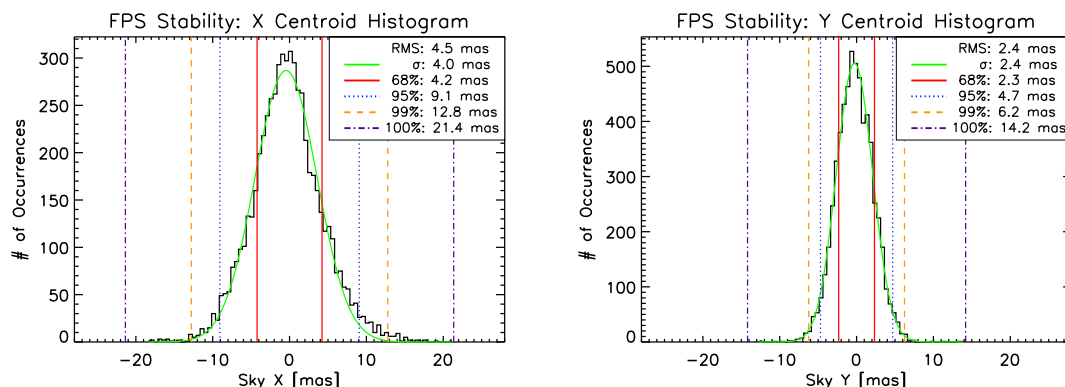 FPS Stability: X Centroid Histogram
RMS: 4.5 mas
σ: 4.0 mas
68%: 4.2 mas
95%: 9.1 mas
99%: 12.8 mas
100%: 21.4 mas
# of Occurrences
300
250
200
150
100
50
0
-20 -10 0 10 20
Sky X [mas]
FPS Stability: Y Centroid Histogram
RMS: 2.4 mas
σ: 2.4 mas
68%: 2.3 mas
95%: 4.7 mas
99%: 6.2 mas
100%: 14.2 mas
# of Occurrences
500
400
300
200
100
0
-20 -10 0 10 20
Sky Y [mas]